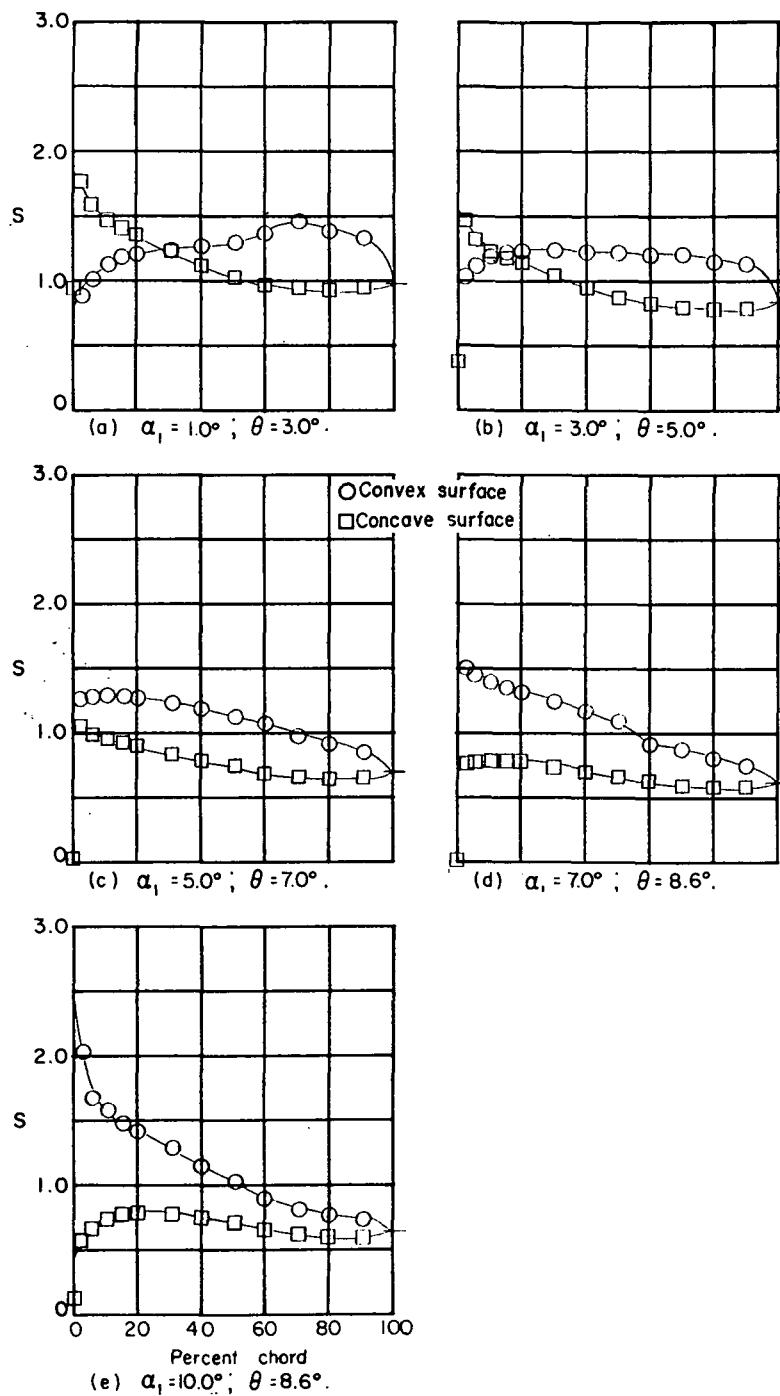 3.0
2.0
S
1.0
0
(a) α₁ = 1.0° ; θ = 3.0° .
(b) α₁ = 3.0° ; θ = 5.0° .
3.0
Convex surface
Concave surface
2.0
S
1.0
0
(c) α₁ = 5.0° ; θ = 7.0° .
(d) α₁ = 7.0° ; θ = 8.6° .
3.0
2.0
S
1.0
0
0 20 40 60 80 100
Percent chord
(e) α₁ = 10.0° ; θ = 8.6° .